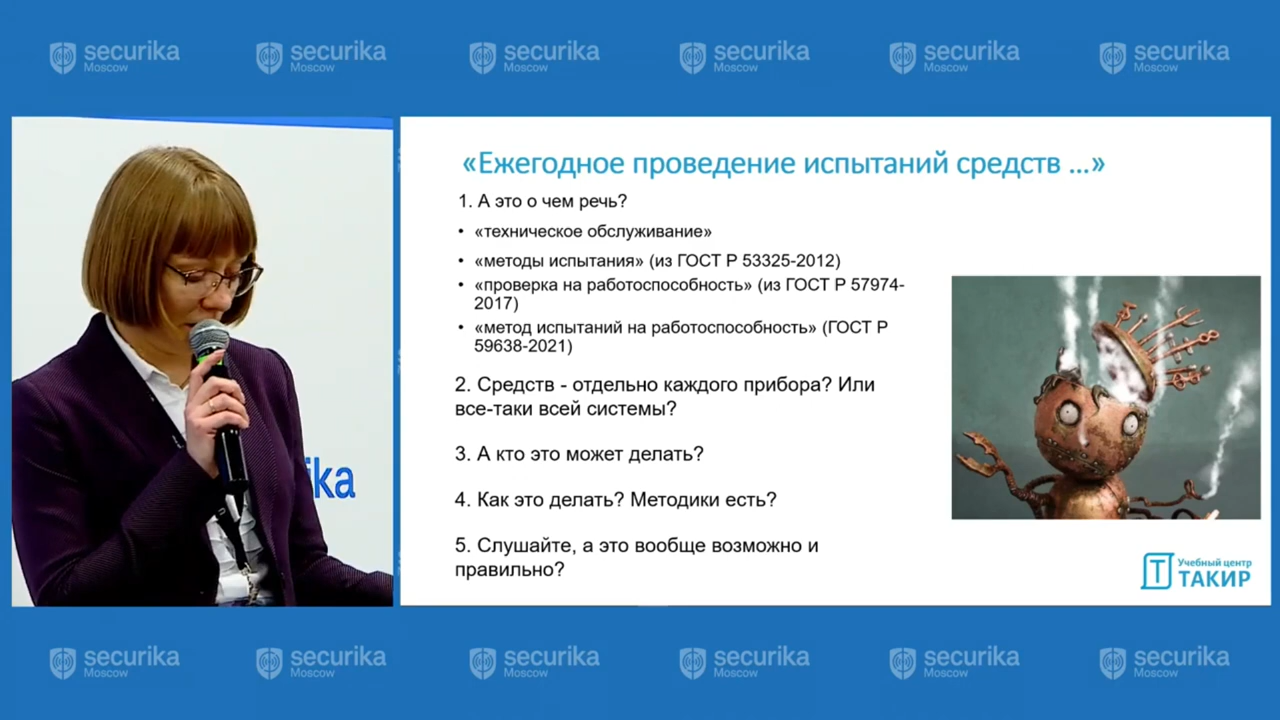 securika
Moscow
securika
Moscow
securika
Moscow
securika
Moscow
securika
Moscow
securika
Moscow
«Ежегодное проведение испытаний средств ...»
1. А это о чем речь?
• «техническое обслуживание»
• «методы испытания» (из ГОСТ Р 53325-2012)
• «проверка на работоспособность» (из ГОСТ Р 57974-
2017)
• «метод испытаний на работоспособность» (ГОСТ Р
59638-2021)
2. Средств - отдельно каждого прибора? Или
все-таки всей системы?
3. А кто это может делать?
4. Как это делать? Методики есть?
5. Слушайте, а это вообще возможно и
правильно?
ika
Учебный центр
ТАКИР
securika
Moscow
securika
Moscow
securika
Moscow
securika
Moscow
securika
Moscow
securika
Moscow